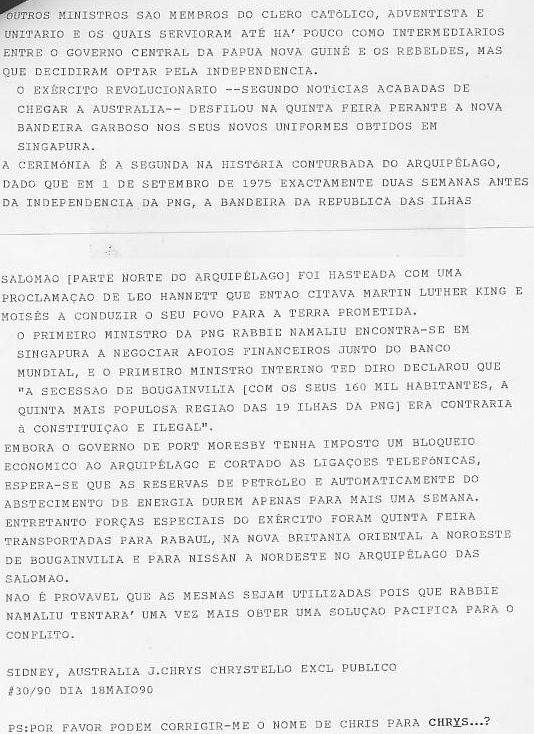 OUTROS MINISTROS SAO MEMBROS DO CLERO CATóLICO, ADVENTISTA E
UNITARIO E OS QUAIS SERVIORAM ATÉ HA' POUCO COMO INTERMEDIARIOS
ENTRE O GOVERNO CENTRAL DA PAPUA NOVA GUINÉ E OS REBELDES, MAS
QUE DECIDIRAM OPTAR PELA INDEPENDENCIA.
O EXÉRCITO REVOLUCIONARIO --SEGUNDO NOTíCIAS ACABADAS DE
CHEGAR A AUSTRALIA-- DESFILOU NA QUINTA FEIRA PERANTE A NOVA
BANDEIRA GARBOSO NOS SEUS NOVOS UNIFORMES OBTIDOS EM
SINGAPURA.
A CERIMóNIA É A SEGUNDA NA HISTóRIA CONTURBADA DO ARQUIPÉLAGO,
DADO QUE EM 1 DE SETEMBRO DE 1975 EXACTAMENTE DUAS SEMANAS ANTES
DA INDEPENDENCIA DA PNG, A BANDEIRA DA REPUBLICA DAS ILHAS
SALOMAO [PARTE NORTE DO ARQUIPÉLAGO] FOI HASTEADA COM UMA
PROCLAMAÇAO DE LEO HANNETT QUE ENTAO CITAVA MARTIN LUTHER KING E
MOISÉS A CONDUZIR O SEU POVO PARA A TERRA PROMETIDA.
O PRIMEIRO MINISTRO DA PNG RABBIE NAMALIU ENCONTRA-SE EM
SINGAPURA A NEGOCIAR APOIOS FINANCEIROS JUNTO DO BANCO
MUNDIAL, E O PRIMEIRO MINISTRO INTERINO TED DIRO DECLAROU QUE
"A SECESSAO DE BOUGAINVILIA [COM OS SEUS 160 MIL HABITANTES, A
QUINTA MAIS POPULOSA REGIAO DAS 19 ILHAS DA PNG] ERA CONTRARIA
à CONSTITUIÇAO E ILEGAL".
EMBORA O GOVERNO DE PORT MORESBY TENHA IMPOSTO UM BLOQUEIO
ECONOMICO AO ARQUIPÉLAGO E CORTADO AS LIGAÇOES TELEFóNICAS,
ESPERA-SE QUE AS RESERVAS DE PETRóLEO E AUTOMATICAMENTE DO
ABSTECIMENTO DE ENERGIA DUREM APENAS PARA MAIS UMA SEMANA.
ENTRETANTO FORÇAS ESPECIAIS DO EXÉRCITO FORAM QUINTA FEIRA
TRANSPORTADAS PARA RABAUL, NA NOVA BRITANIA ORIENTAL A NOROESTE
DE BOUGAINVILIA E PARA NISSAN A NORDESTE NO ARQUIPÉLAGO DAS
SALOMAO.
NAO É PROVAVEL QUE AS MESMAS SEJAM UTILIZADAS POIS QUE RABBIE
NAMALIU TENTARA' UMA VEZ MAIS OBTER UMA SOLUÇAO PACIFICA PARA O
CONFLITO.
SIDNEY, AUSTRALIA J.CHRYS CHRYSTELLO EXCL PUBLICO
#30/90 DIA 18MAIO90
PS:POR FAVOR PODEM CORRIGIR-ME O NOME DE CHRIS PARA CHRYS...?